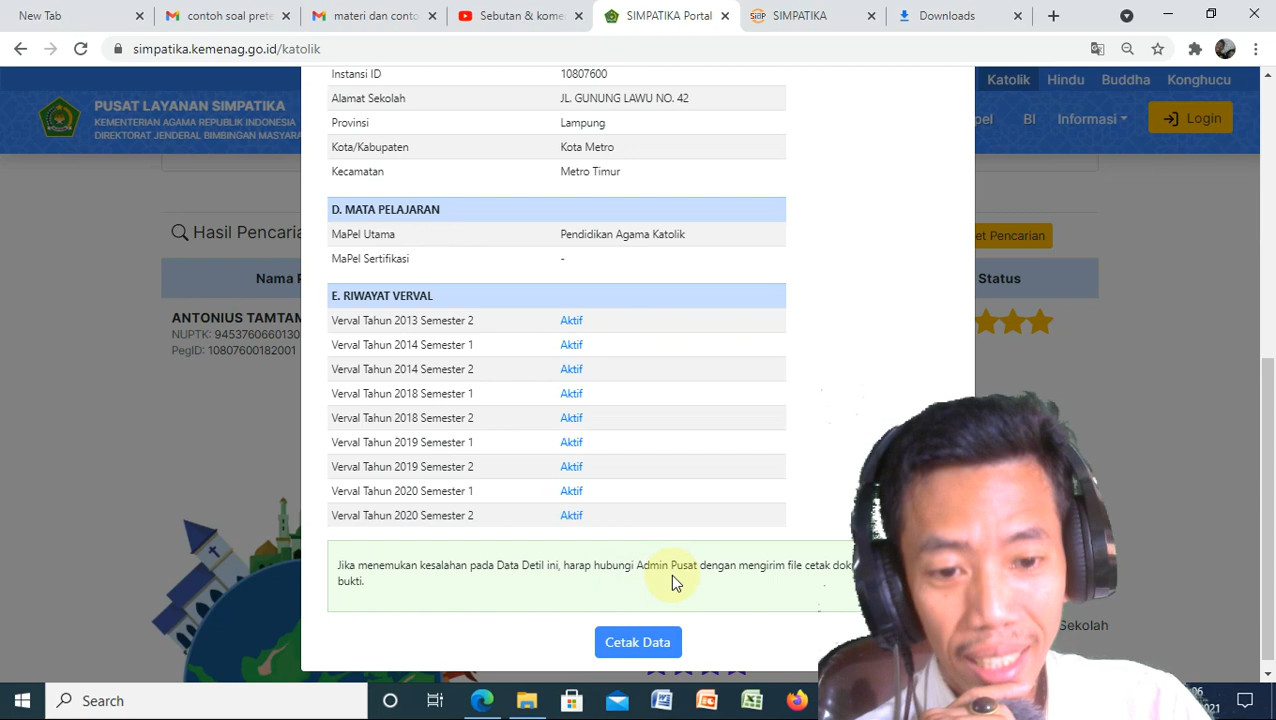 New Tab
contoh soal prete
materi dan conto
Sebutan & kome
SIMPATIKA Portal
SIMPATIKA
Downloads
simpatika.kemenag.go.id/katolik
Katolik Hindu Buddha Konghucu
PUSAT LAYANAN SIMPATIKA
KEMENTERIAN AGAMA REPUBLIK INDONESIA
DIREKTORAT JENDERAL BIMBINGAN MASYARA
pel BI Informasi Login
Instansi ID 10807600
Alamat Sekolah JL. GUNUNG LAWU NO. 42
Provinsi Lampung
Kota/Kabupaten Kota Metro
Kecamatan Metro Timur
D. MATA PELAJARAN
MaPel Utama Pendidikan Agama Katolik
MaPel Sertifikasi -
E. RIWAYAT VERVAL
Verval Tahun 2013 Semester 2 Aktif
Verval Tahun 2014 Semester 1 Aktif
Verval Tahun 2014 Semester 2 Aktif
Verval Tahun 2018 Semester 1 Aktif
Verval Tahun 2018 Semester 2 Aktif
Verval Tahun 2019 Semester 1 Aktif
Verval Tahun 2019 Semester 2 Aktif
Verval Tahun 2020 Semester 1 Aktif
Verval Tahun 2020 Semester 2 Aktif
Jika menemukan kesalahan pada Data Detil ini, harap hubungi Admin Pusat dengan mengirim file cetak dok
bukti.
Cetak Data
Hasil Pencaria
et Pencarian
Nama P
Status
ANTONIUS TAMTAM
NUPTK: 9453760660130
PegID: 10807600182001
Sekolah
Search